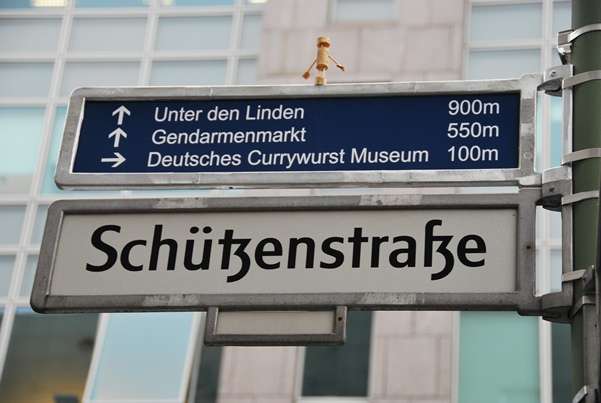 ↑ Unter den Linden 900m
↑ Gendarmenmarkt 550m
→ Deutsches Currywurst Museum 100m
Schützenstraße